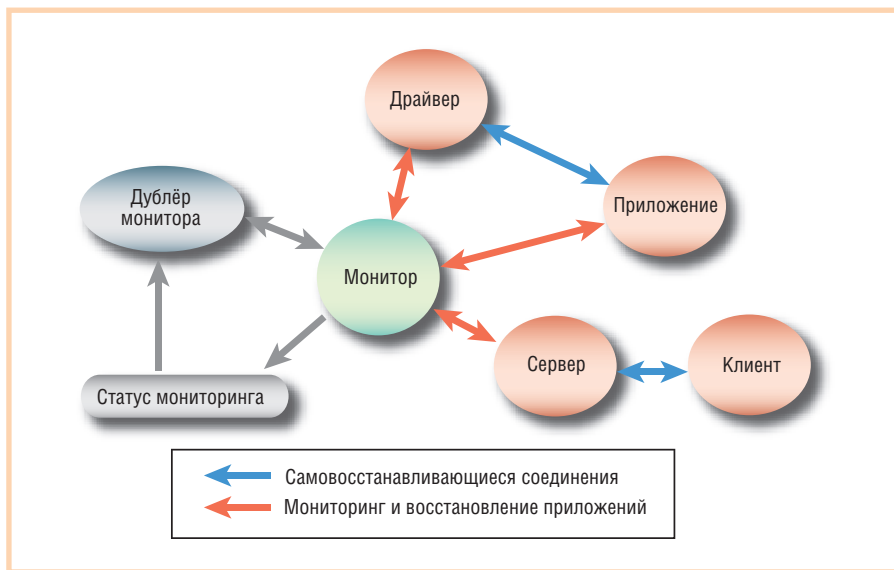 Драйвер
Дублёр
монитора
Приложение
Монитор
Сервер
Клиент
Статус мониторинга
Самовосстанавливающиеся соединения
Мониторинг и восстановление приложений